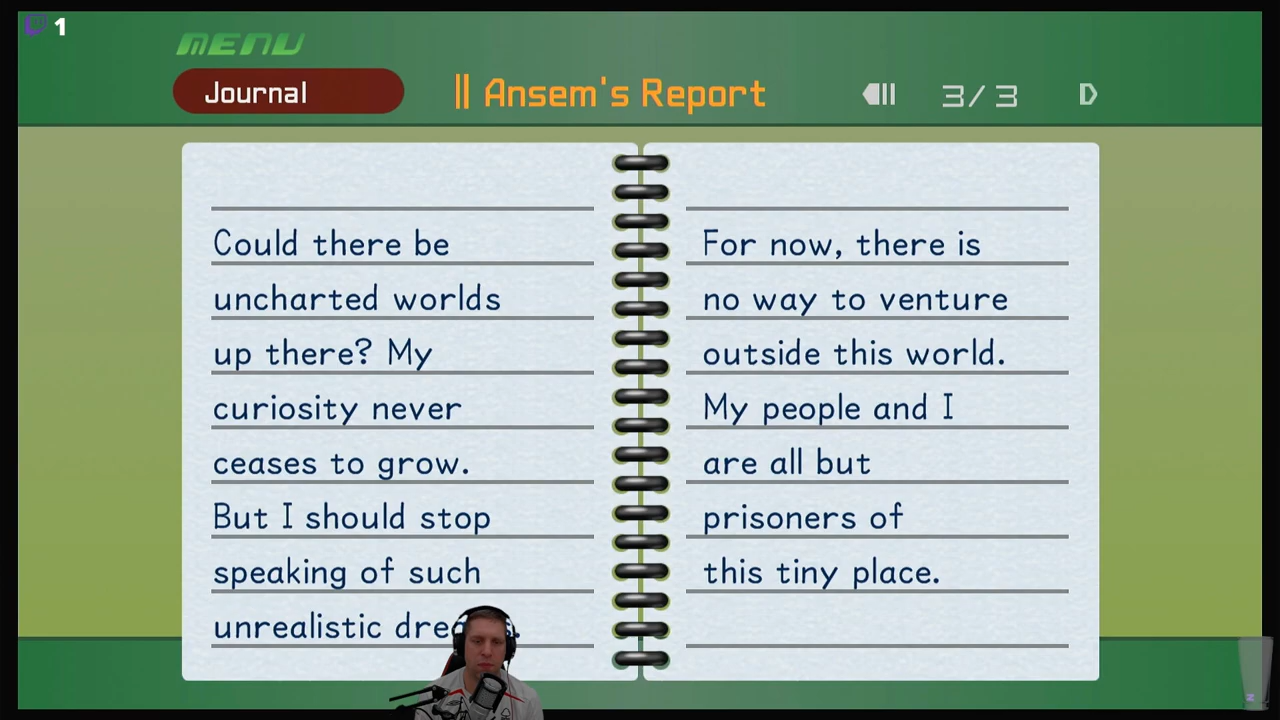 1
MENU
Journal
Ansem's Report
3/3
Could there be
uncharted worlds
up there? My
curiosity never
ceases to grow.
But I should stop
speaking of such
unrealistic
For now, there is
no way to venture
outside this world.
My people and I
are all but
prisoners of
this tiny place.